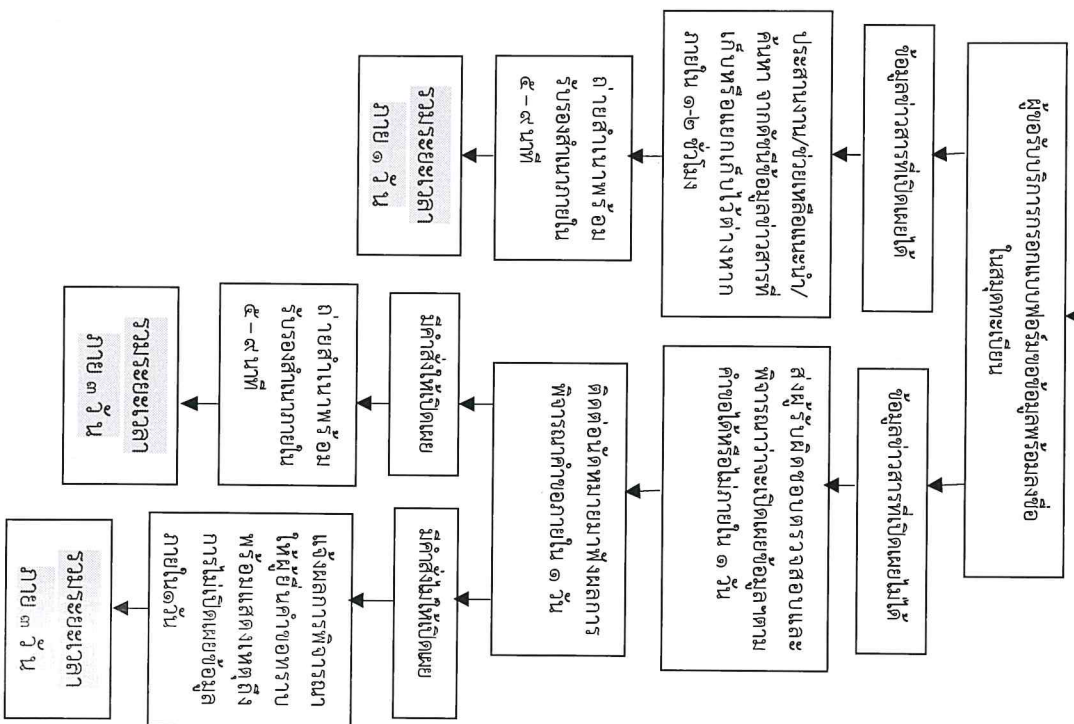 ผู้ขอรับบริการกรอกแบบฟอร์มขอข้อมูลพร้อมลงชื่อ
ในสมุดทะเบียน
ข้อมูลข่าวสารที่เปิดเผยได้
ประสานงาน/ช่วยเหลือแนะนำ/
ค้นหา จากดัชนีข้อมูลข่าวสารที่
เก็บหรือแยกเก็บไว้ต่างหาก
ภายใน ๑-๒ ชั่วโมง
ถ่ายสำเนาพร้อม
รับรองสำเนาภายใน
๕ – ๙ นาที
รวมระยะเวลา
ภาย ๑ วัน
ข้อมูลข่าวสารที่เปิดเผยไม่ได้
ส่งผู้รับผิดชอบตรวจสอบและ
พิจารณาว่าจะเปิดเผยข้อมูลฯตาม
คำขอได้หรือไม่ภายใน ๑ วัน
ติดต่อนัดหมายมาฟังผลการ
พิจารณาคำขอภายใน ๑ วัน
มีคำสั่งให้เปิดเผย
ถ่ายสำเนาพร้อม
รับรองสำเนาภายใน
๕ – ๙ นาที
รวมระยะเวลา
ภาย ๓ วัน
มีคำสั่งไม่ให้เปิดเผย
แจ้งผลการพิจารณา
ให้ผู้ยื่นคำขอทราบ
พร้อมแสดงเหตุถึง
การไม่เปิดเผยข้อมูล
ภายใน๑วัน
รวมระยะเวลา
ภาย ๓ วัน